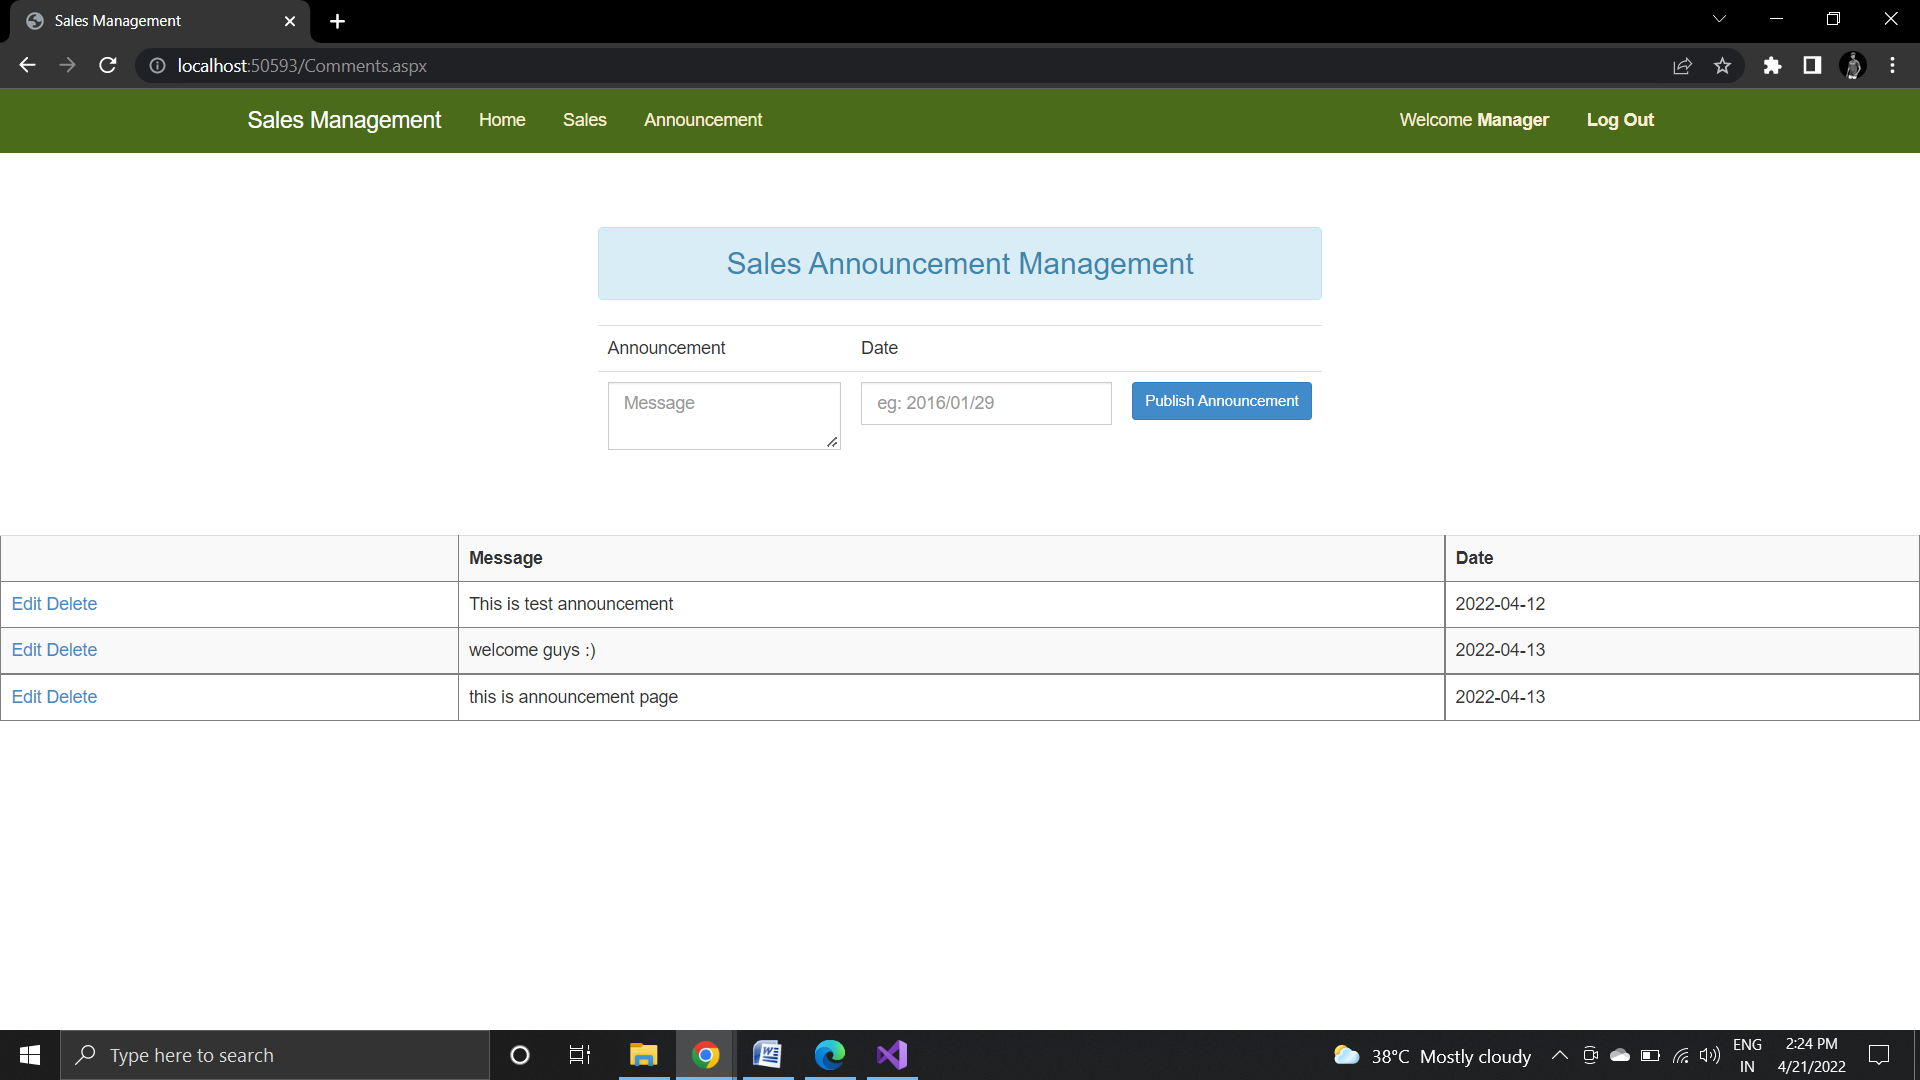 Sales Management
localhost:50593/Comments.aspx
Sales Management Home Sales Announcement Welcome Manager Log Out
Sales Announcement Management
Announcement Date
Message eg: 2016/01/29 Publish Announcement
Message Date
Edit Delete This is test announcement 2022-04-12
Edit Delete welcome guys :) 2022-04-13
Edit Delete this is announcement page 2022-04-13
Type here to search 38°C Mostly cloudy ENG 2:24 PM
IN 4/21/2022